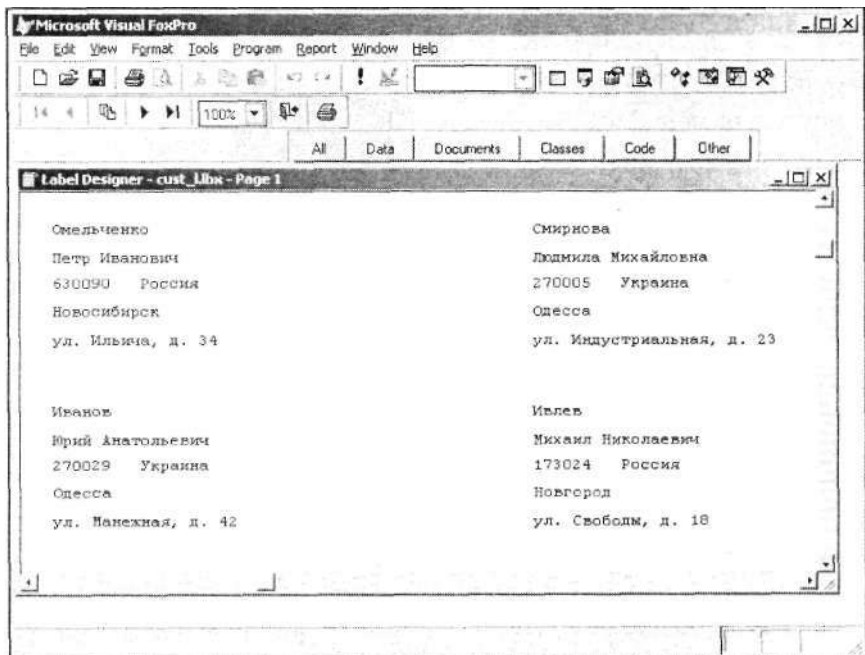 Microsoft Visual FoxPro
File Edit View Format Tools Program Report Window Help
100%
All Data Documents Classes Code Other
Label Designer - cust_l.lbx - Page 1
Омельченко
Петр Иванович
630090 Россия
Новосибирск
ул. Ильича, д. 34
Смирнова
Людмила Михайловна
270005 Украина
Одесса
ул. Индустриальная, д. 23
Иванов
Юрий Анатольевич
270029 Украина
Одесса
ул. Манежная, д. 42
Ивлев
Михаил Николаевич
173024 Россия
Новгород
ул. Свободы, д. 18